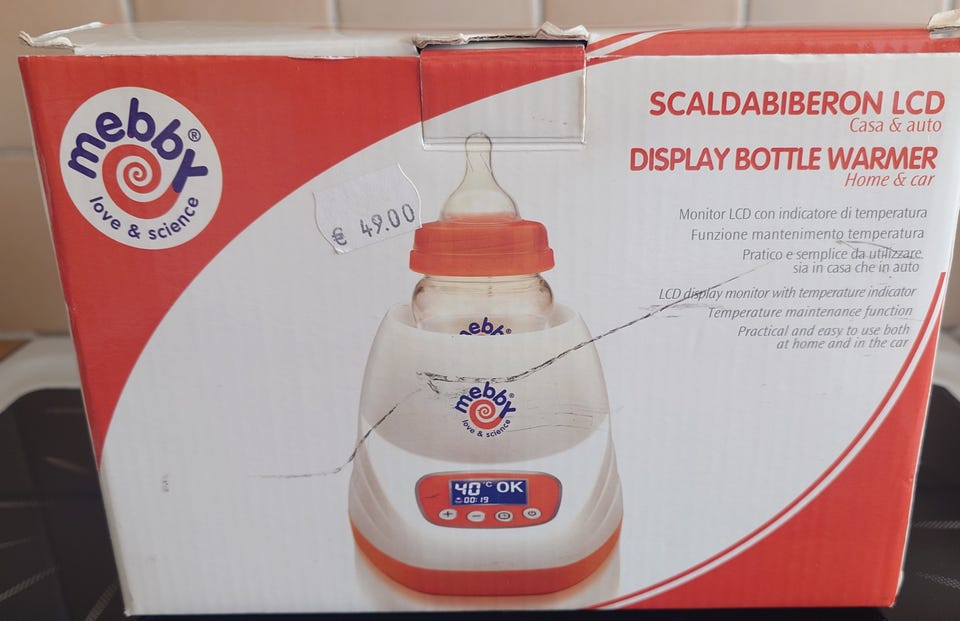 mebby®
love & science
SCALDABIBERON LCD
Casa & auto
DISPLAY BOTTLE WARMER
Home & car
€ 49.00
Monitor LCD con indicatore di temperatura
Funzione mantenimento temperatura
Pratico e semplice da utilizzare
sia in casa che in auto
LCD display monitor with temperature indicator
Temperature maintenance function
Practical and easy to use both
at home and in the car
mebby®
mebby®
love & science
40°C OK
00:19